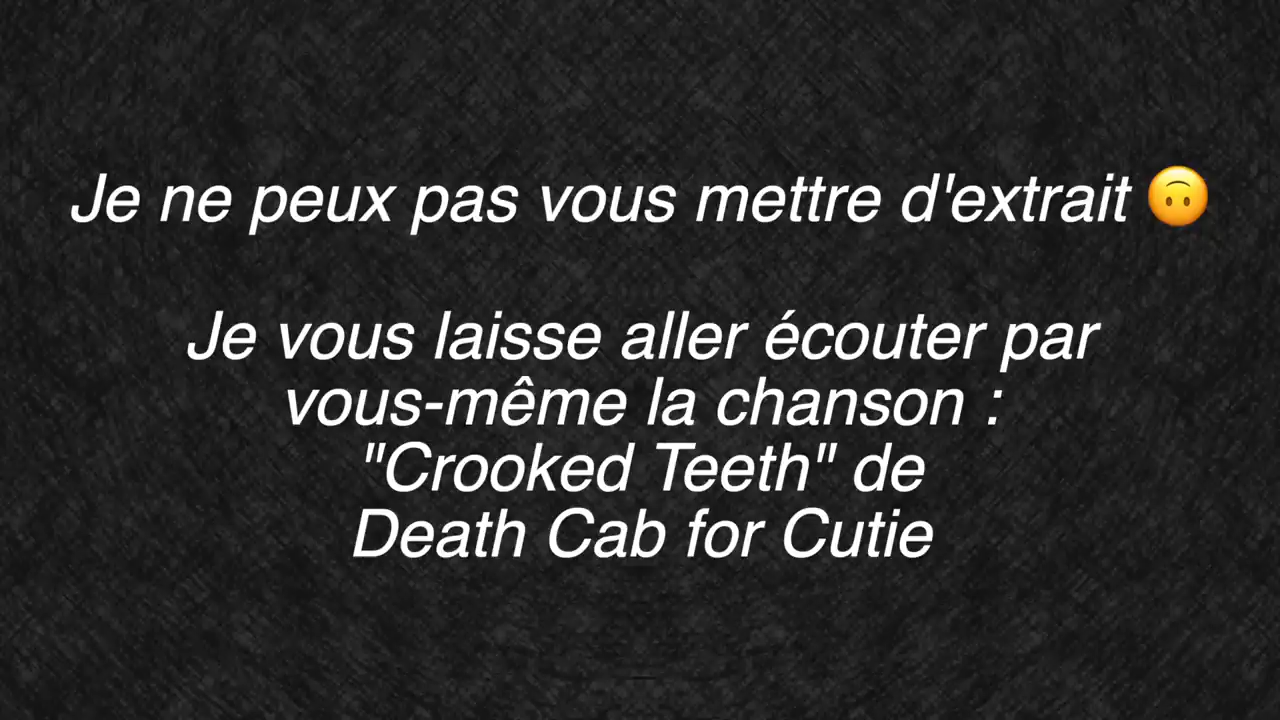 Je ne peux pas vous mettre d'extrait 🙃
Je vous laisse aller écouter par
vous-même la chanson :
"Crooked Teeth" de
Death Cab for Cutie